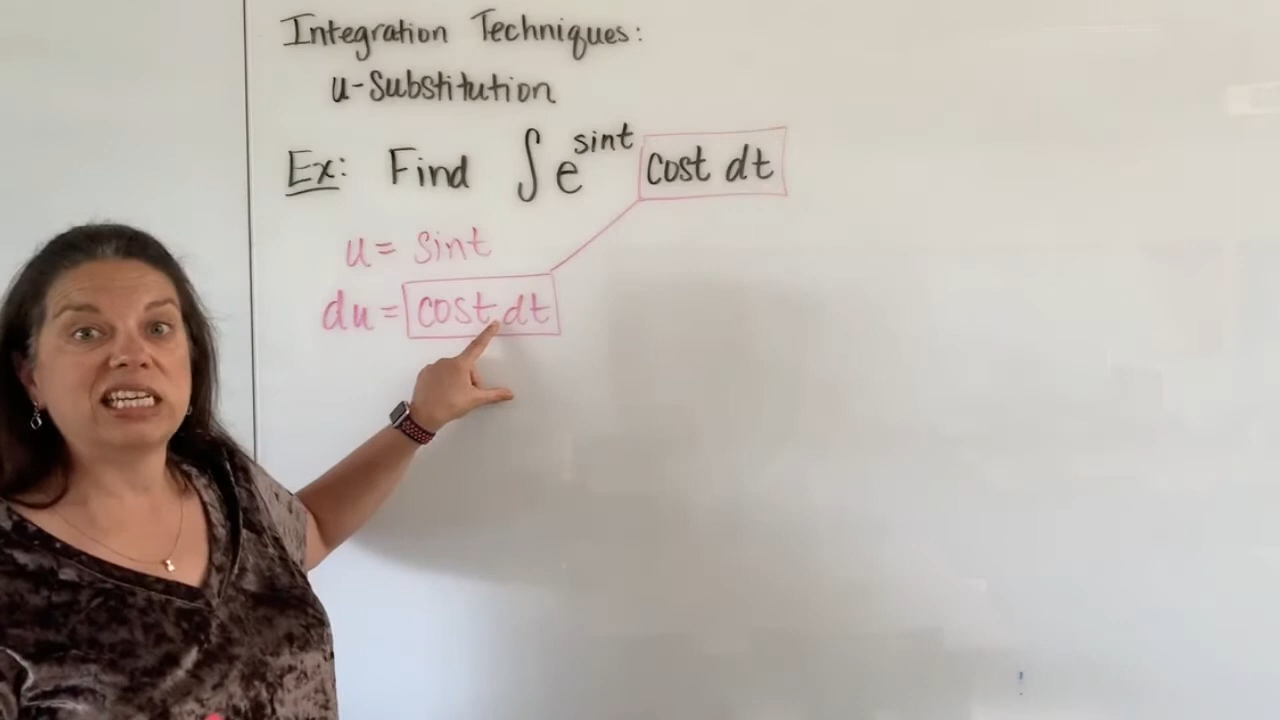 Integration Techniques:
u-Substitution
Ex: Find ∫e^sint cost dt
u = sint
du = cost dt